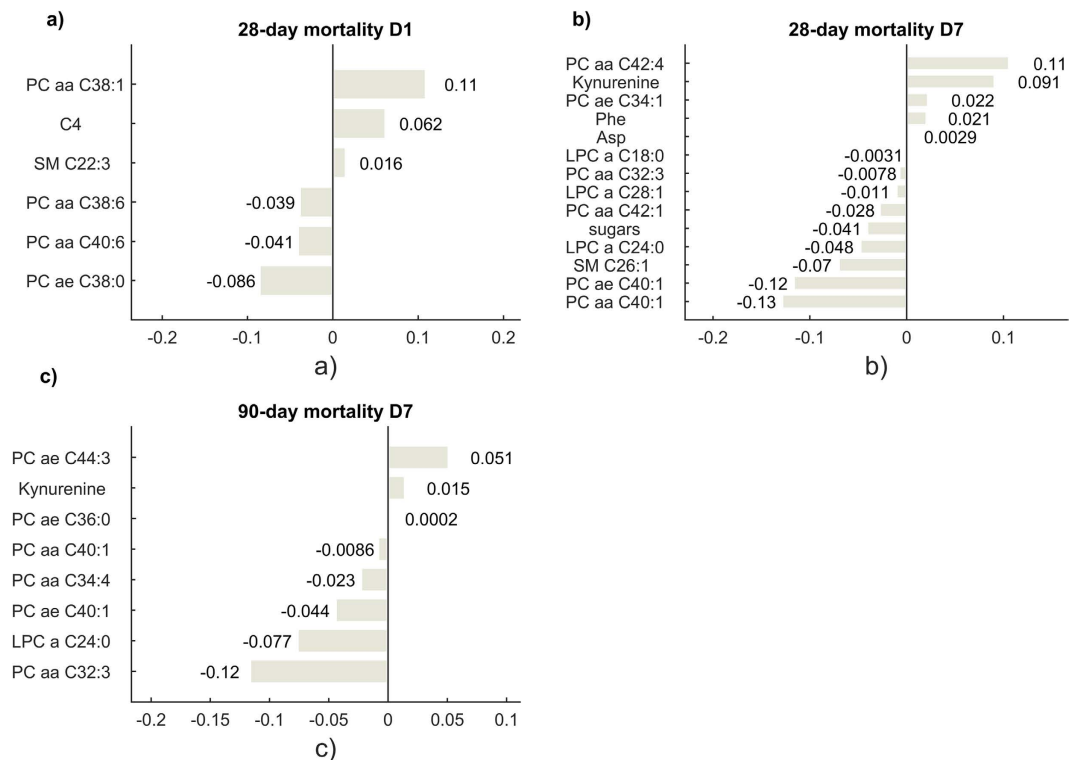 a)
28-day mortality D1
PC aa C38:1 0.11
C4 0.062
SM C22:3 0.016
PC aa C38:6 -0.039
PC aa C40:6 -0.041
PC ae C38:0 -0.086
-0.2 -0.1 0 0.1 0.2
a)
b)
28-day mortality D7
PC aa C42:4 0.11
Kynurenine 0.091
PC ae C34:1 0.022
Phe 0.021
Asp 0.0029
LPC a C18:0 -0.0031
PC aa C32:3 -0.0078
LPC a C28:1 -0.011
PC aa C42:1 -0.028
sugars -0.041
LPC a C24:0 -0.048
SM C26:1 -0.07
PC ae C40:1 -0.12
PC aa C40:1 -0.13
-0.2 -0.1 0 0.1
b)
c)
90-day mortality D7
PC ae C44:3 0.051
Kynurenine 0.015
PC ae C36:0 0.0002
PC aa C40:1 -0.0086
PC aa C34:4 -0.023
PC ae C40:1 -0.044
LPC a C24:0 -0.077
PC aa C32:3 -0.12
-0.2 -0.15 -0.1 -0.05 0 0.05 0.1
c)